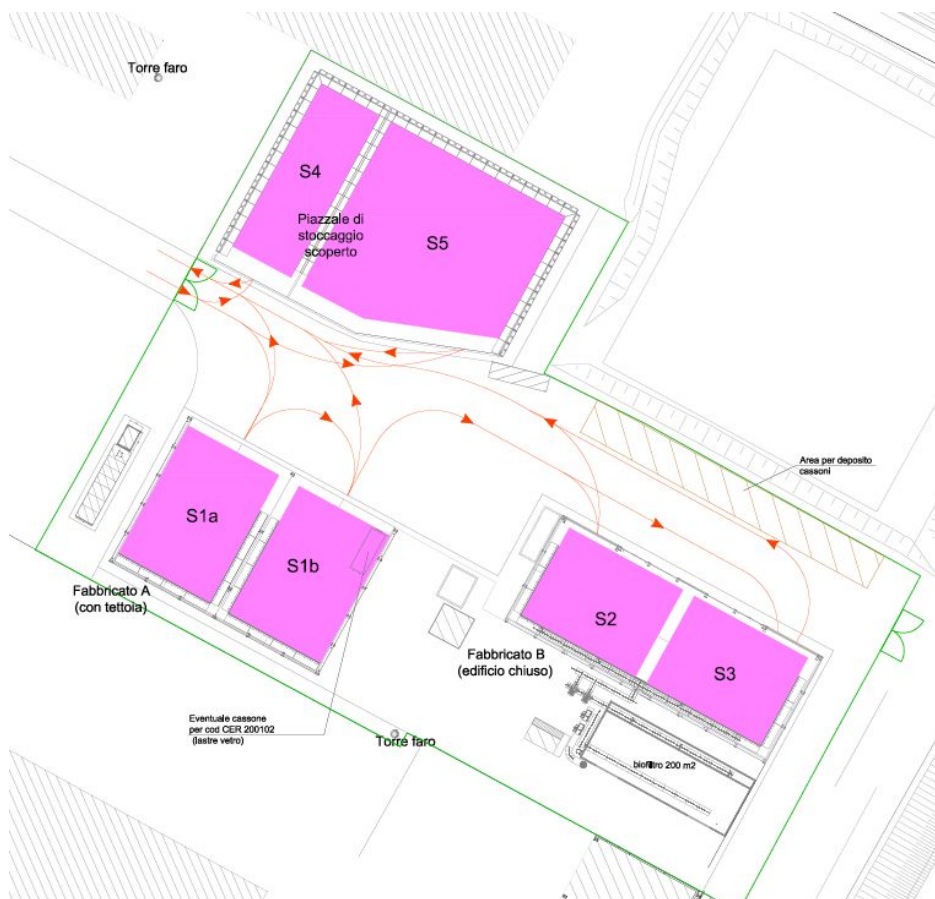 Torre faro
S4
Piazzale di
stoccaggio
scoperto
S5
Area per deposito
cassoni
S1a
S1b
Fabbricato A
(con tettoia)
S2
S3
Fabbricato B
(edificio chiuso)
Eventuale cassone
per cod CER 200102
(lastre vetro)
Torre faro
biofiltro 200 m2